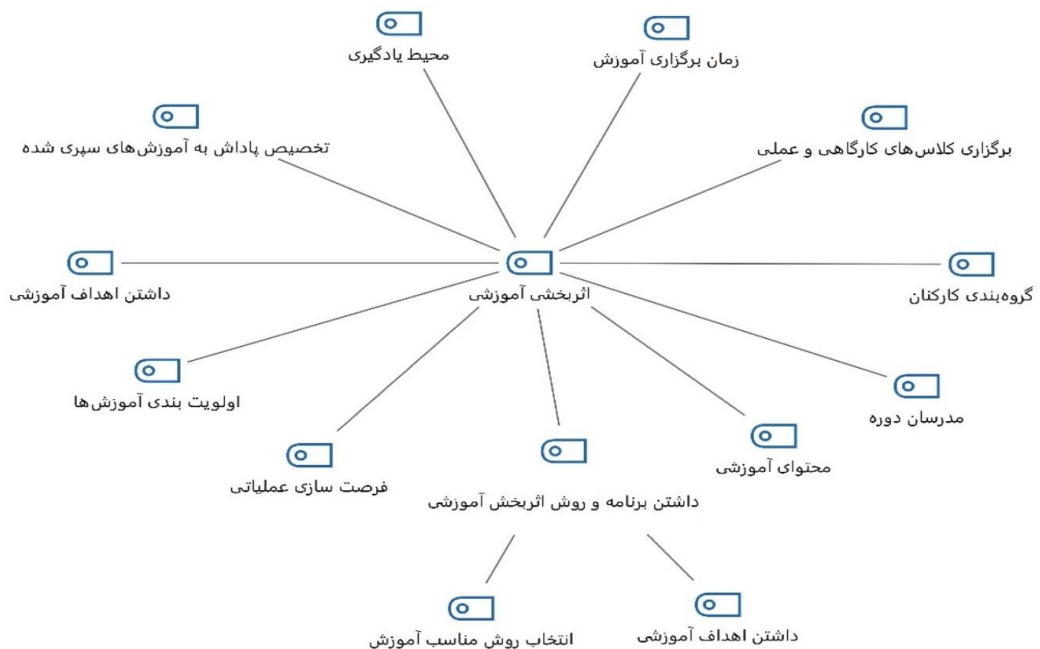 محیط یادگیری
زمان برگزاری آموزش
تخصیص پاداش به آموزش‌های سپری شده
برگزاری کلاس‌های کارگاهی و عملی
داشتن اهداف آموزشی
اثربخشی آموزشی
گروه‌بندی کارکنان
اولویت بندی آموزش‌ها
مدرسان دوره
فرصت سازی عملیاتی
محتوای آموزشی
داشتن برنامه و روش اثربخش آموزشی
انتخاب روش مناسب آموزش
داشتن اهداف آموزشی